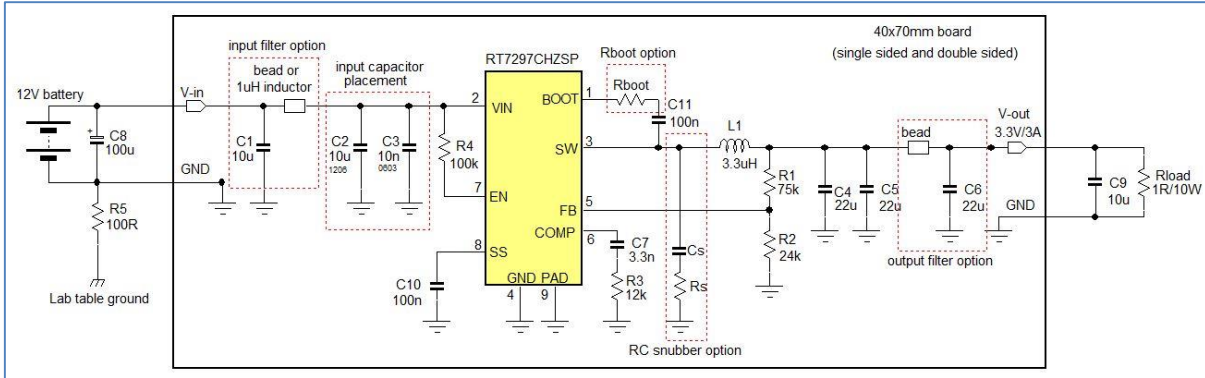 40x70mm board
(single sided and double sided)
input filter option
bead or
1uH inductor
input capacitor
placement
RT7297CHZSP
Rboot option
Rboot
12V battery
V-in
+
C8
100u
GND
C1
10u
C2
10u
1206
C3
10n
0603
R4
100k
2
VIN
7
EN
8
SS
BOOT
1
SW
3
FB
5
COMP
6
GND
4
PAD
9
C11
100n
L1
3.3uH
R1
75k
R2
24k
C7
3.3n
R3
12k
Cs
Rs
RC snubber option
C10
100n
R5
100R
Lab table ground
C4
22u
C5
22u
bead
C6
22u
output filter option
V-out
3.3V/3A
GND
C9
10u
Rload
1R/10W